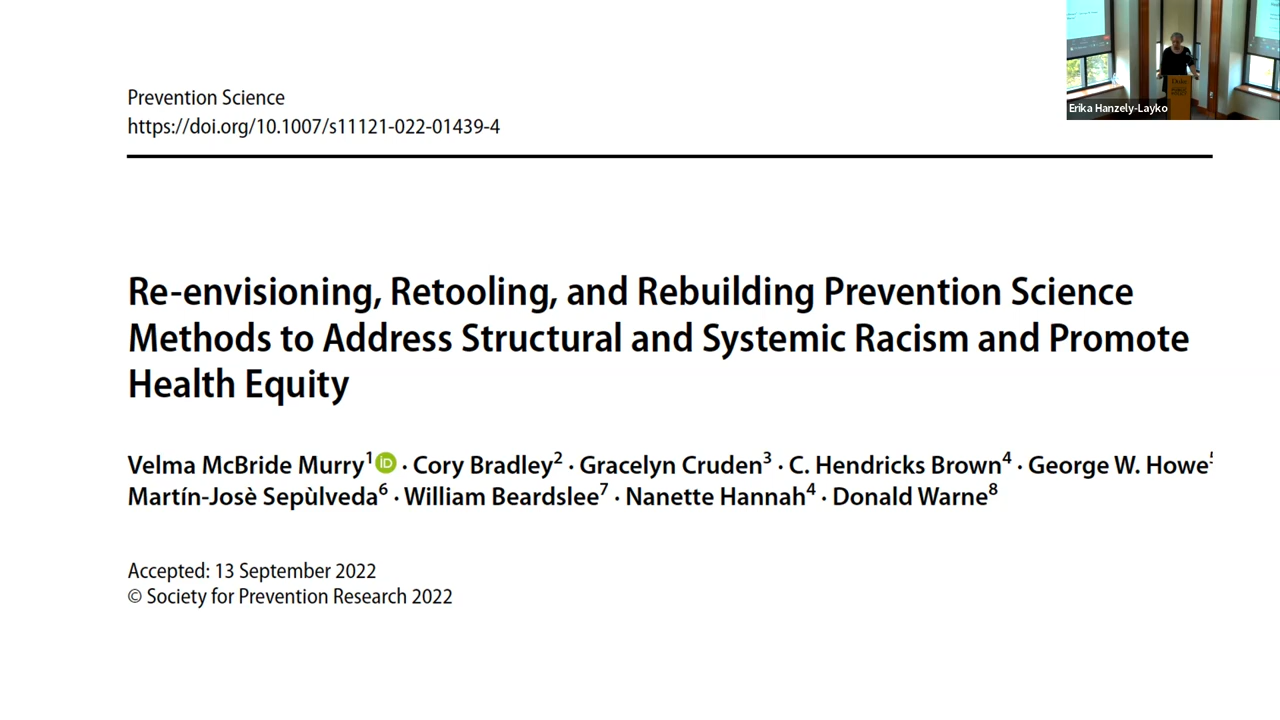 Prevention Science
https://doi.org/10.1007/s11121-022-01439-4
Re-envisioning, Retooling, and Rebuilding Prevention Science
Methods to Address Structural and Systemic Racism and Promote
Health Equity
Velma McBride Murry1 iD · Cory Bradley2 · Gracelyn Cruden3 · C. Hendricks Brown4 · George W. Howe
Martín-Josè Sepùlveda6 · William Beardslee7 · Nanette Hannah4 · Donald Warne8
Accepted: 13 September 2022
© Society for Prevention Research 2022
Erika Hanzely-Layko
Duke